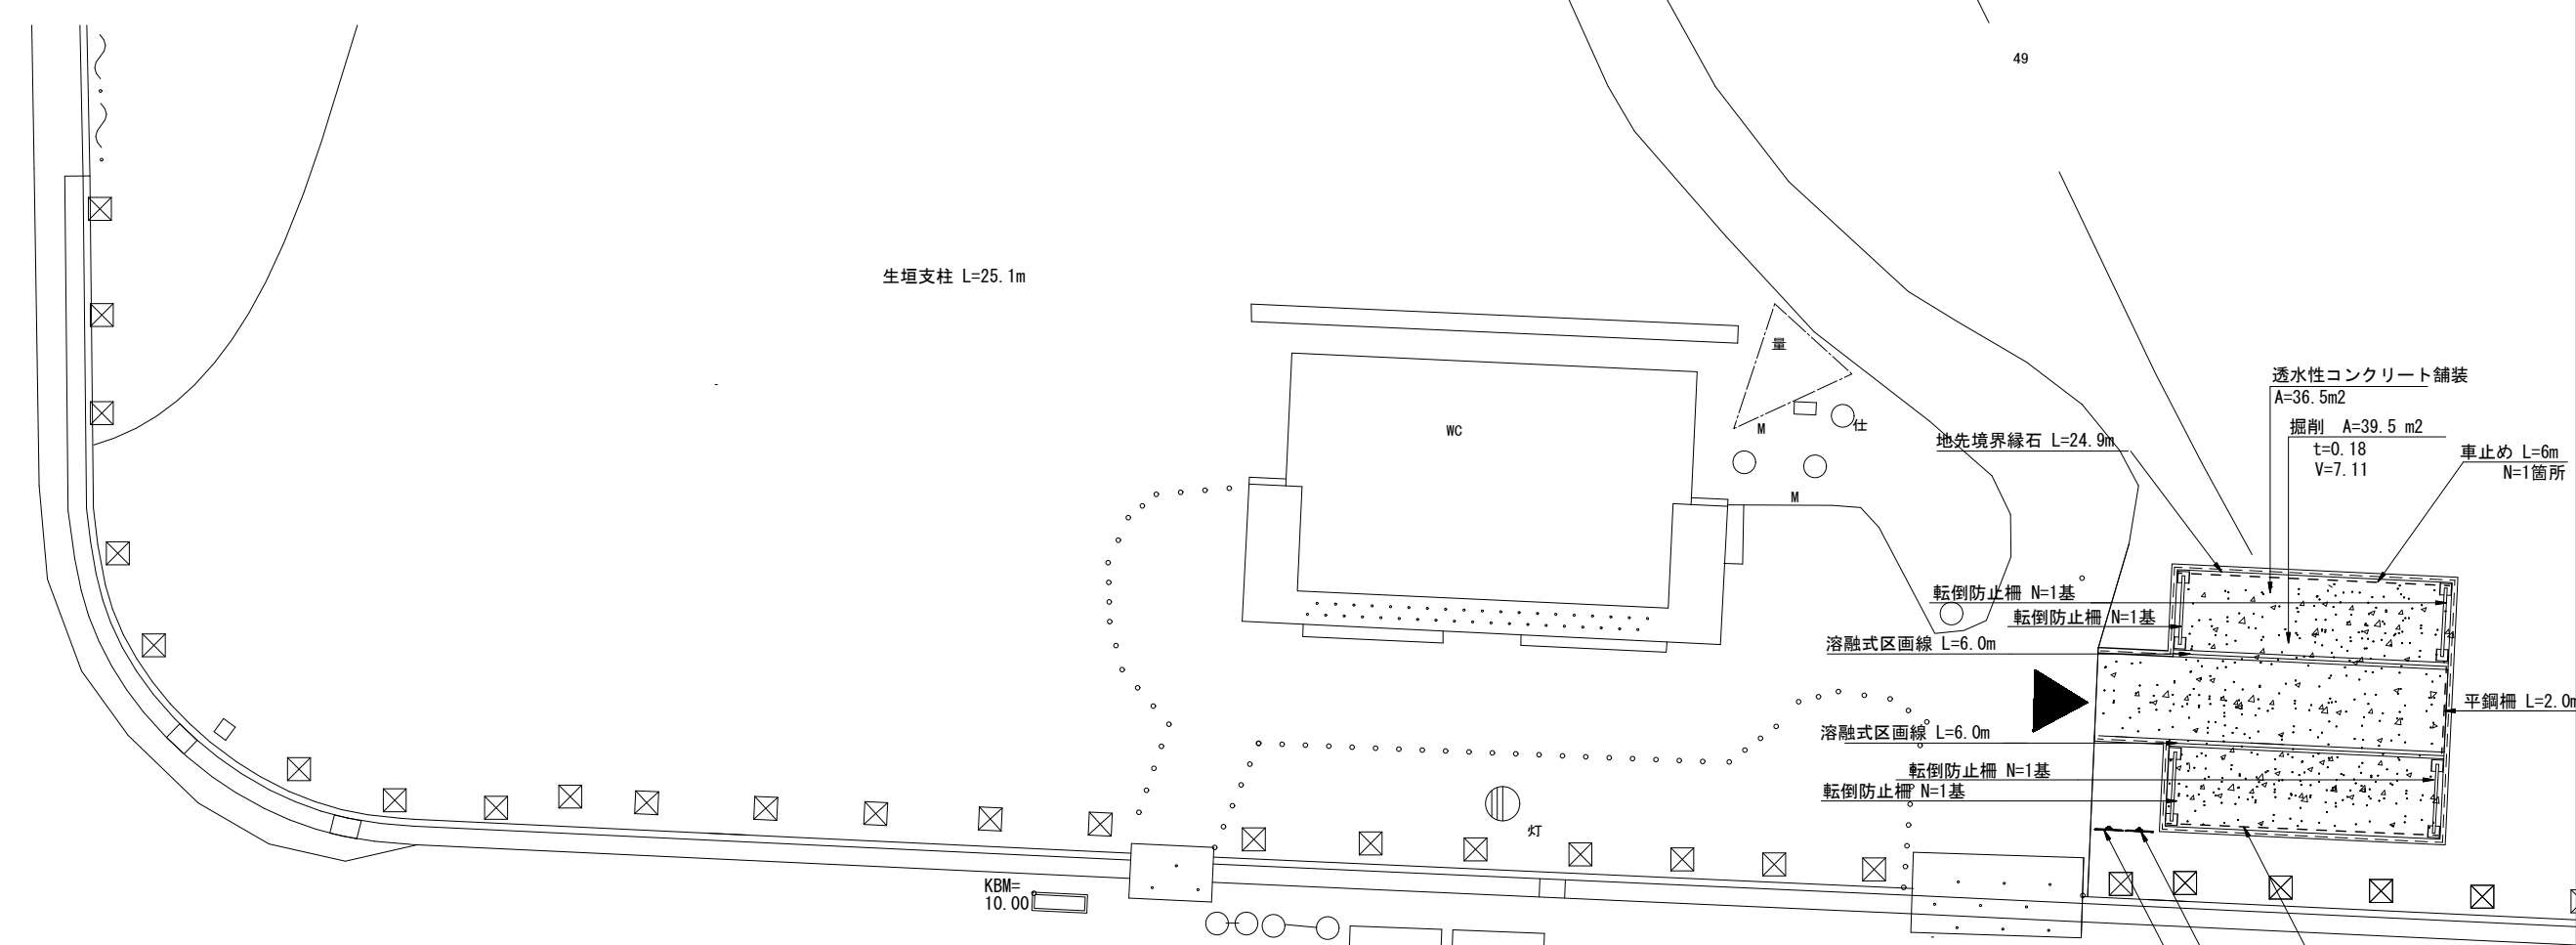 49
生垣支柱 L=25.1m
量
WC
M
仕
M
透水性コンクリート舗装
A=36.5m2
掘削 A=39.5 m2
t=0.18
V=7.11
地先境界縁石 L=24.9m
車止め L=6m
N=1箇所
転倒防止柵 N=1基
転倒防止柵 N=1基
溶融式区画線 L=6.0m
平鋼柵 L=2.0m
溶融式区画線 L=6.0m
転倒防止柵 N=1基
転倒防止柵 N=1基
灯
KBM=
10.00